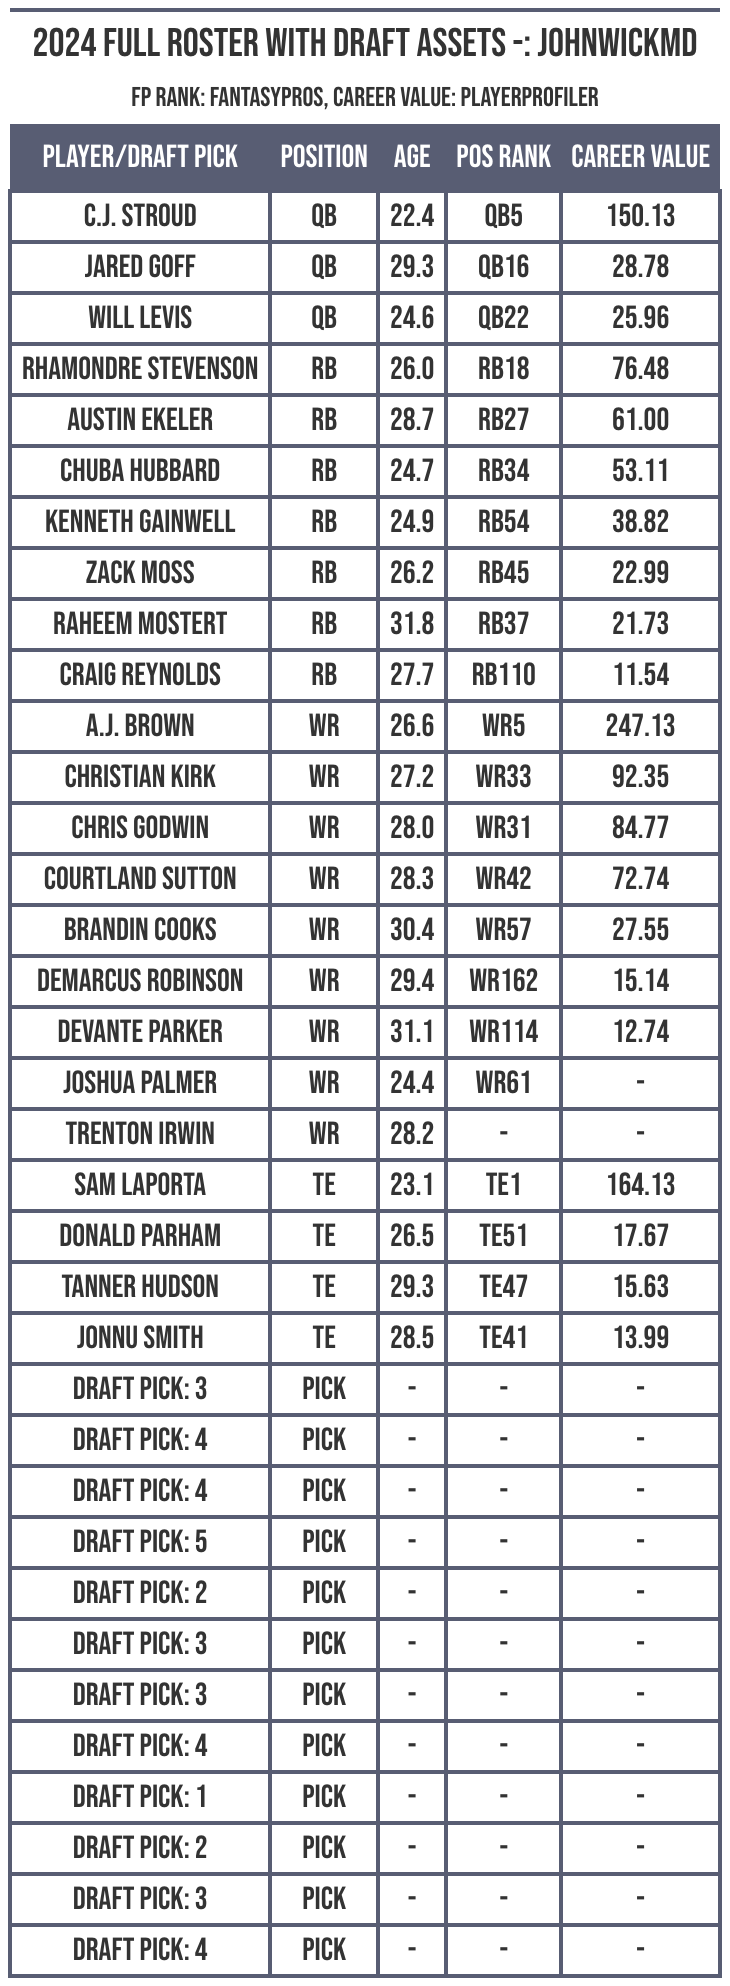 2024 FULL ROSTER WITH DRAFT ASSETS -: JOHNWICKMD
FP RANK: FANTASYPROS, CAREER VALUE: PLAYERPROFILER
PLAYER/DRAFT PICK POSITION AGE POS RANK CAREER VALUE
C.J. STROUD QB 22.4 QB5 150.13
JARED GOFF QB 29.3 QB16 28.78
WILL LEVIS QB 24.6 QB22 25.96
RHAMONDRE STEVENSON RB 26.0 RB18 76.48
AUSTIN EKELER RB 28.7 RB27 61.00
CHUBA HUBBARD RB 24.7 RB34 53.11
KENNETH GAINWELL RB 24.9 RB54 38.82
ZACK MOSS RB 26.2 RB45 22.99
RAHEEM MOSTERT RB 31.8 RB37 21.73
CRAIG REYNOLDS RB 27.7 RB110 11.54
A.J. BROWN WR 26.6 WR5 247.13
CHRISTIAN KIRK WR 27.2 WR33 92.35
CHRIS GODWIN WR 28.0 WR31 84.77
COURTLAND SUTTON WR 28.3 WR42 72.74
BRANDIN COOKS WR 30.4 WR57 27.55
DEMARCUS ROBINSON WR 29.4 WR162 15.14
DEVANTE PARKER WR 31.1 WR114 12.74
JOSHUA PALMER WR 24.4 WR61 -
TRENTON IRWIN WR 28.2 - -
SAM LAPORTA TE 23.1 TE1 164.13
DONALD PARHAM TE 26.5 TE51 17.67
TANNER HUDSON TE 29.3 TE47 15.63
JONNU SMITH TE 28.5 TE41 13.99
DRAFT PICK: 3 PICK - - -
DRAFT PICK: 4 PICK - - -
DRAFT PICK: 4 PICK - - -
DRAFT PICK: 5 PICK - - -
DRAFT PICK: 2 PICK - - -
DRAFT PICK: 3 PICK - - -
DRAFT PICK: 3 PICK - - -
DRAFT PICK: 4 PICK - - -
DRAFT PICK: 1 PICK - - -
DRAFT PICK: 2 PICK - - -
DRAFT PICK: 3 PICK - - -
DRAFT PICK: 4 PICK - - -